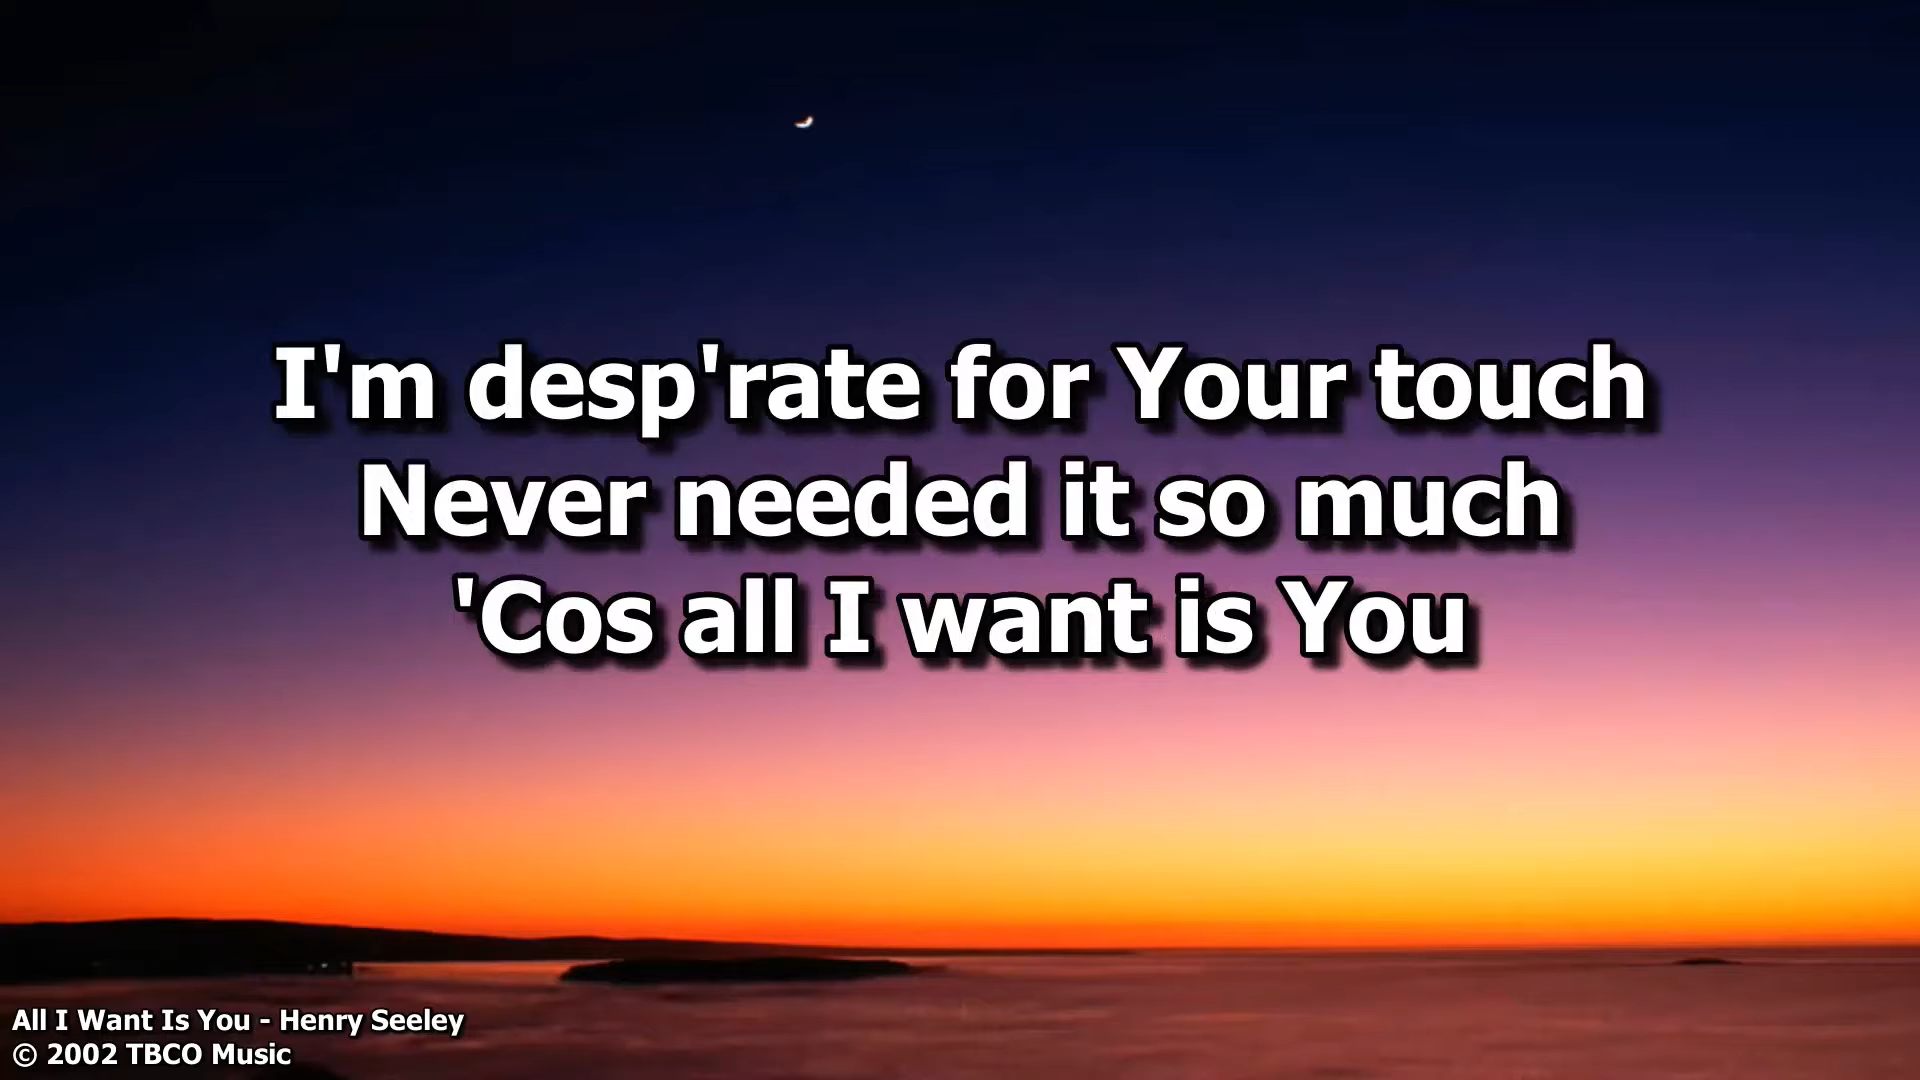 I'm desp'rate for Your touch
Never needed it so much
'Cos all I want is You
All I Want Is You - Henry Seeley
© 2002 TBCO Music